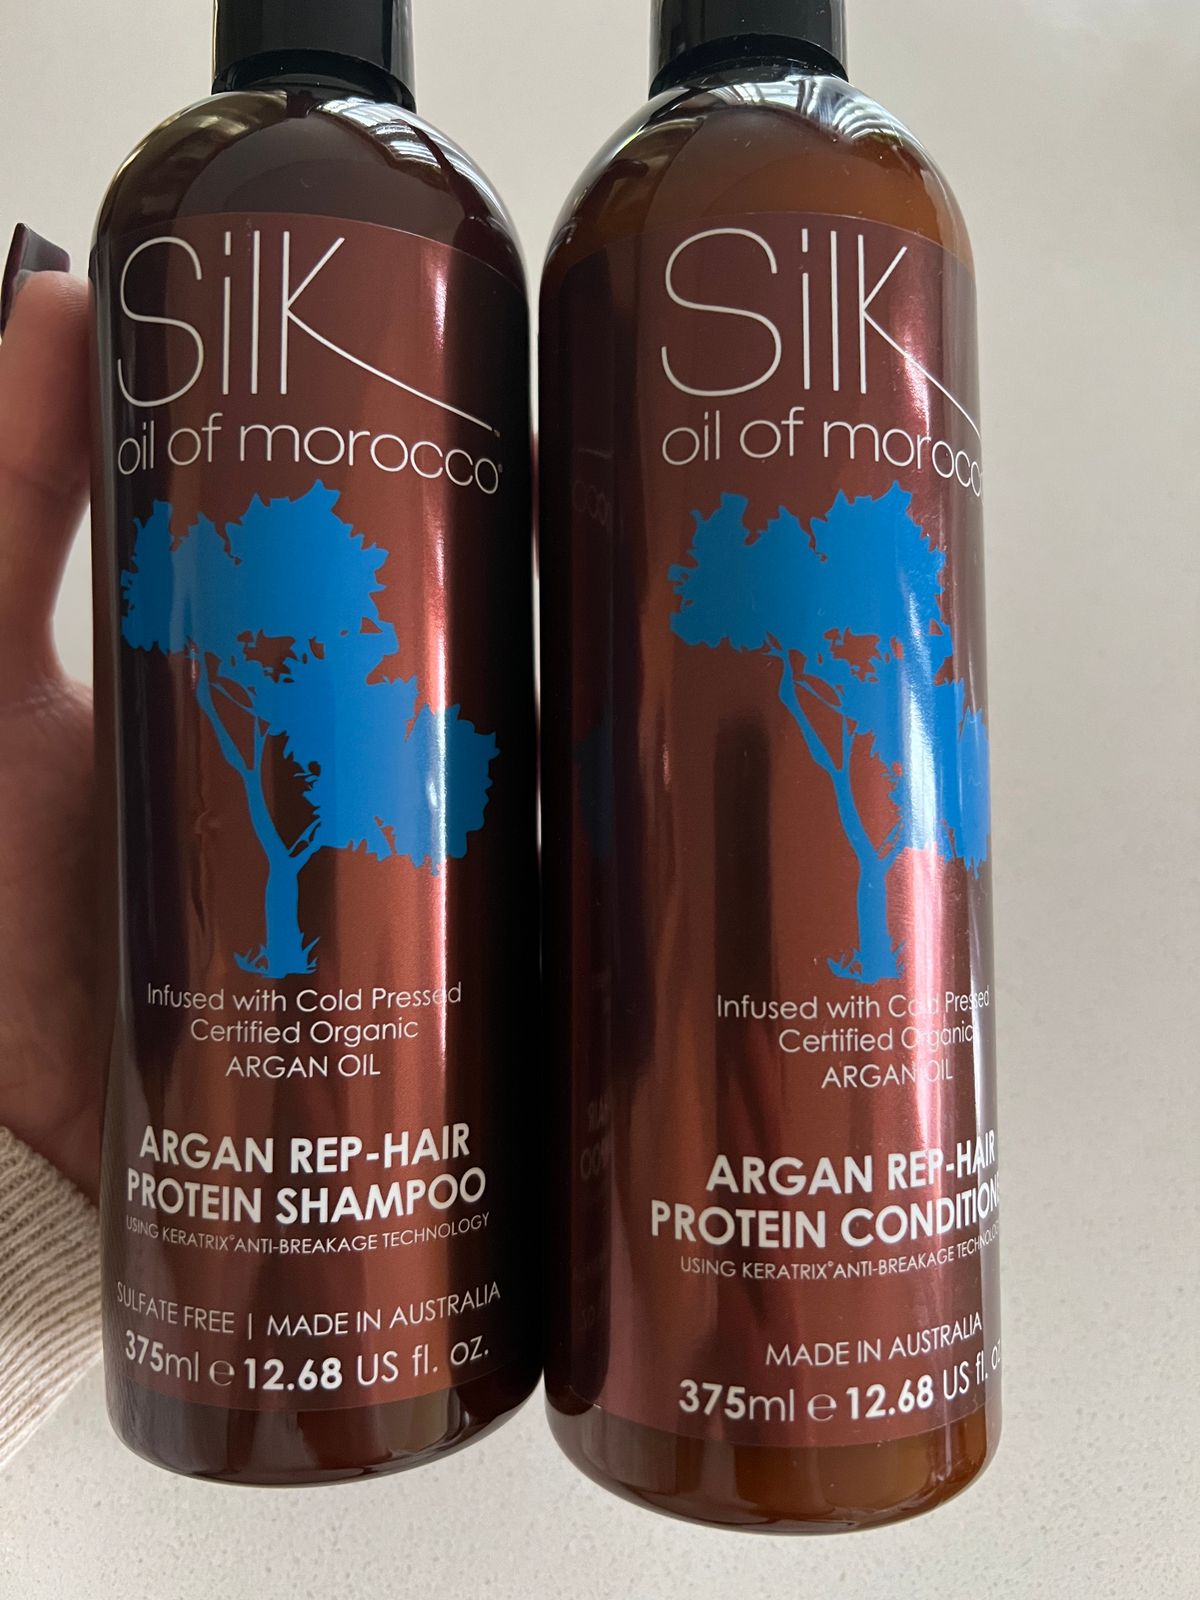 Silk™
oil of morocco®
Infused with Cold Pressed
Certified Organic
ARGAN OIL
ARGAN REP-HAIR
PROTEIN SHAMPOO
USING KERATRIX® ANTI-BREAKAGE TECHNOLOGY
SULFATE FREE | MADE IN AUSTRALIA
375ml ℮ 12.68 US fl. oz.
Silk
oil of morocco
Infused with Cold Pressed
Certified Organic
ARGAN OIL
ARGAN REP-HAIR
PROTEIN CONDITIONE
USING KERATRIX® ANTI-BREAKAGE TECHNOLOG
MADE IN AUSTRALIA
375ml ℮ 12.68 US fl. oz